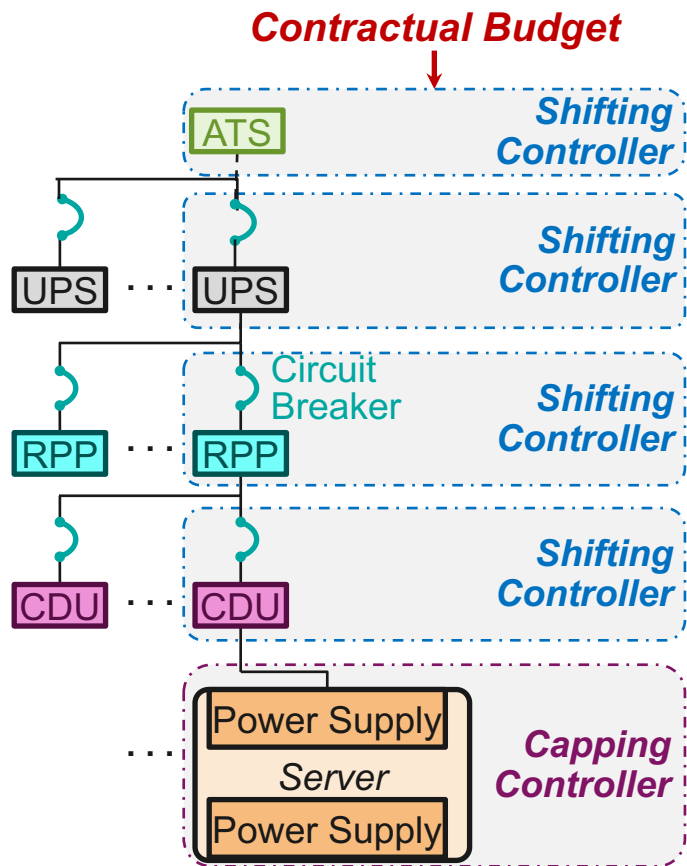 Contractual Budget
ATS
Shifting
Controller
Shifting
Controller
UPS
. . .
UPS
Circuit
Breaker
Shifting
Controller
RPP
. . .
RPP
Shifting
Controller
CDU
. . .
CDU
Power Supply
. . .
Server
Capping
Controller
Power Supply